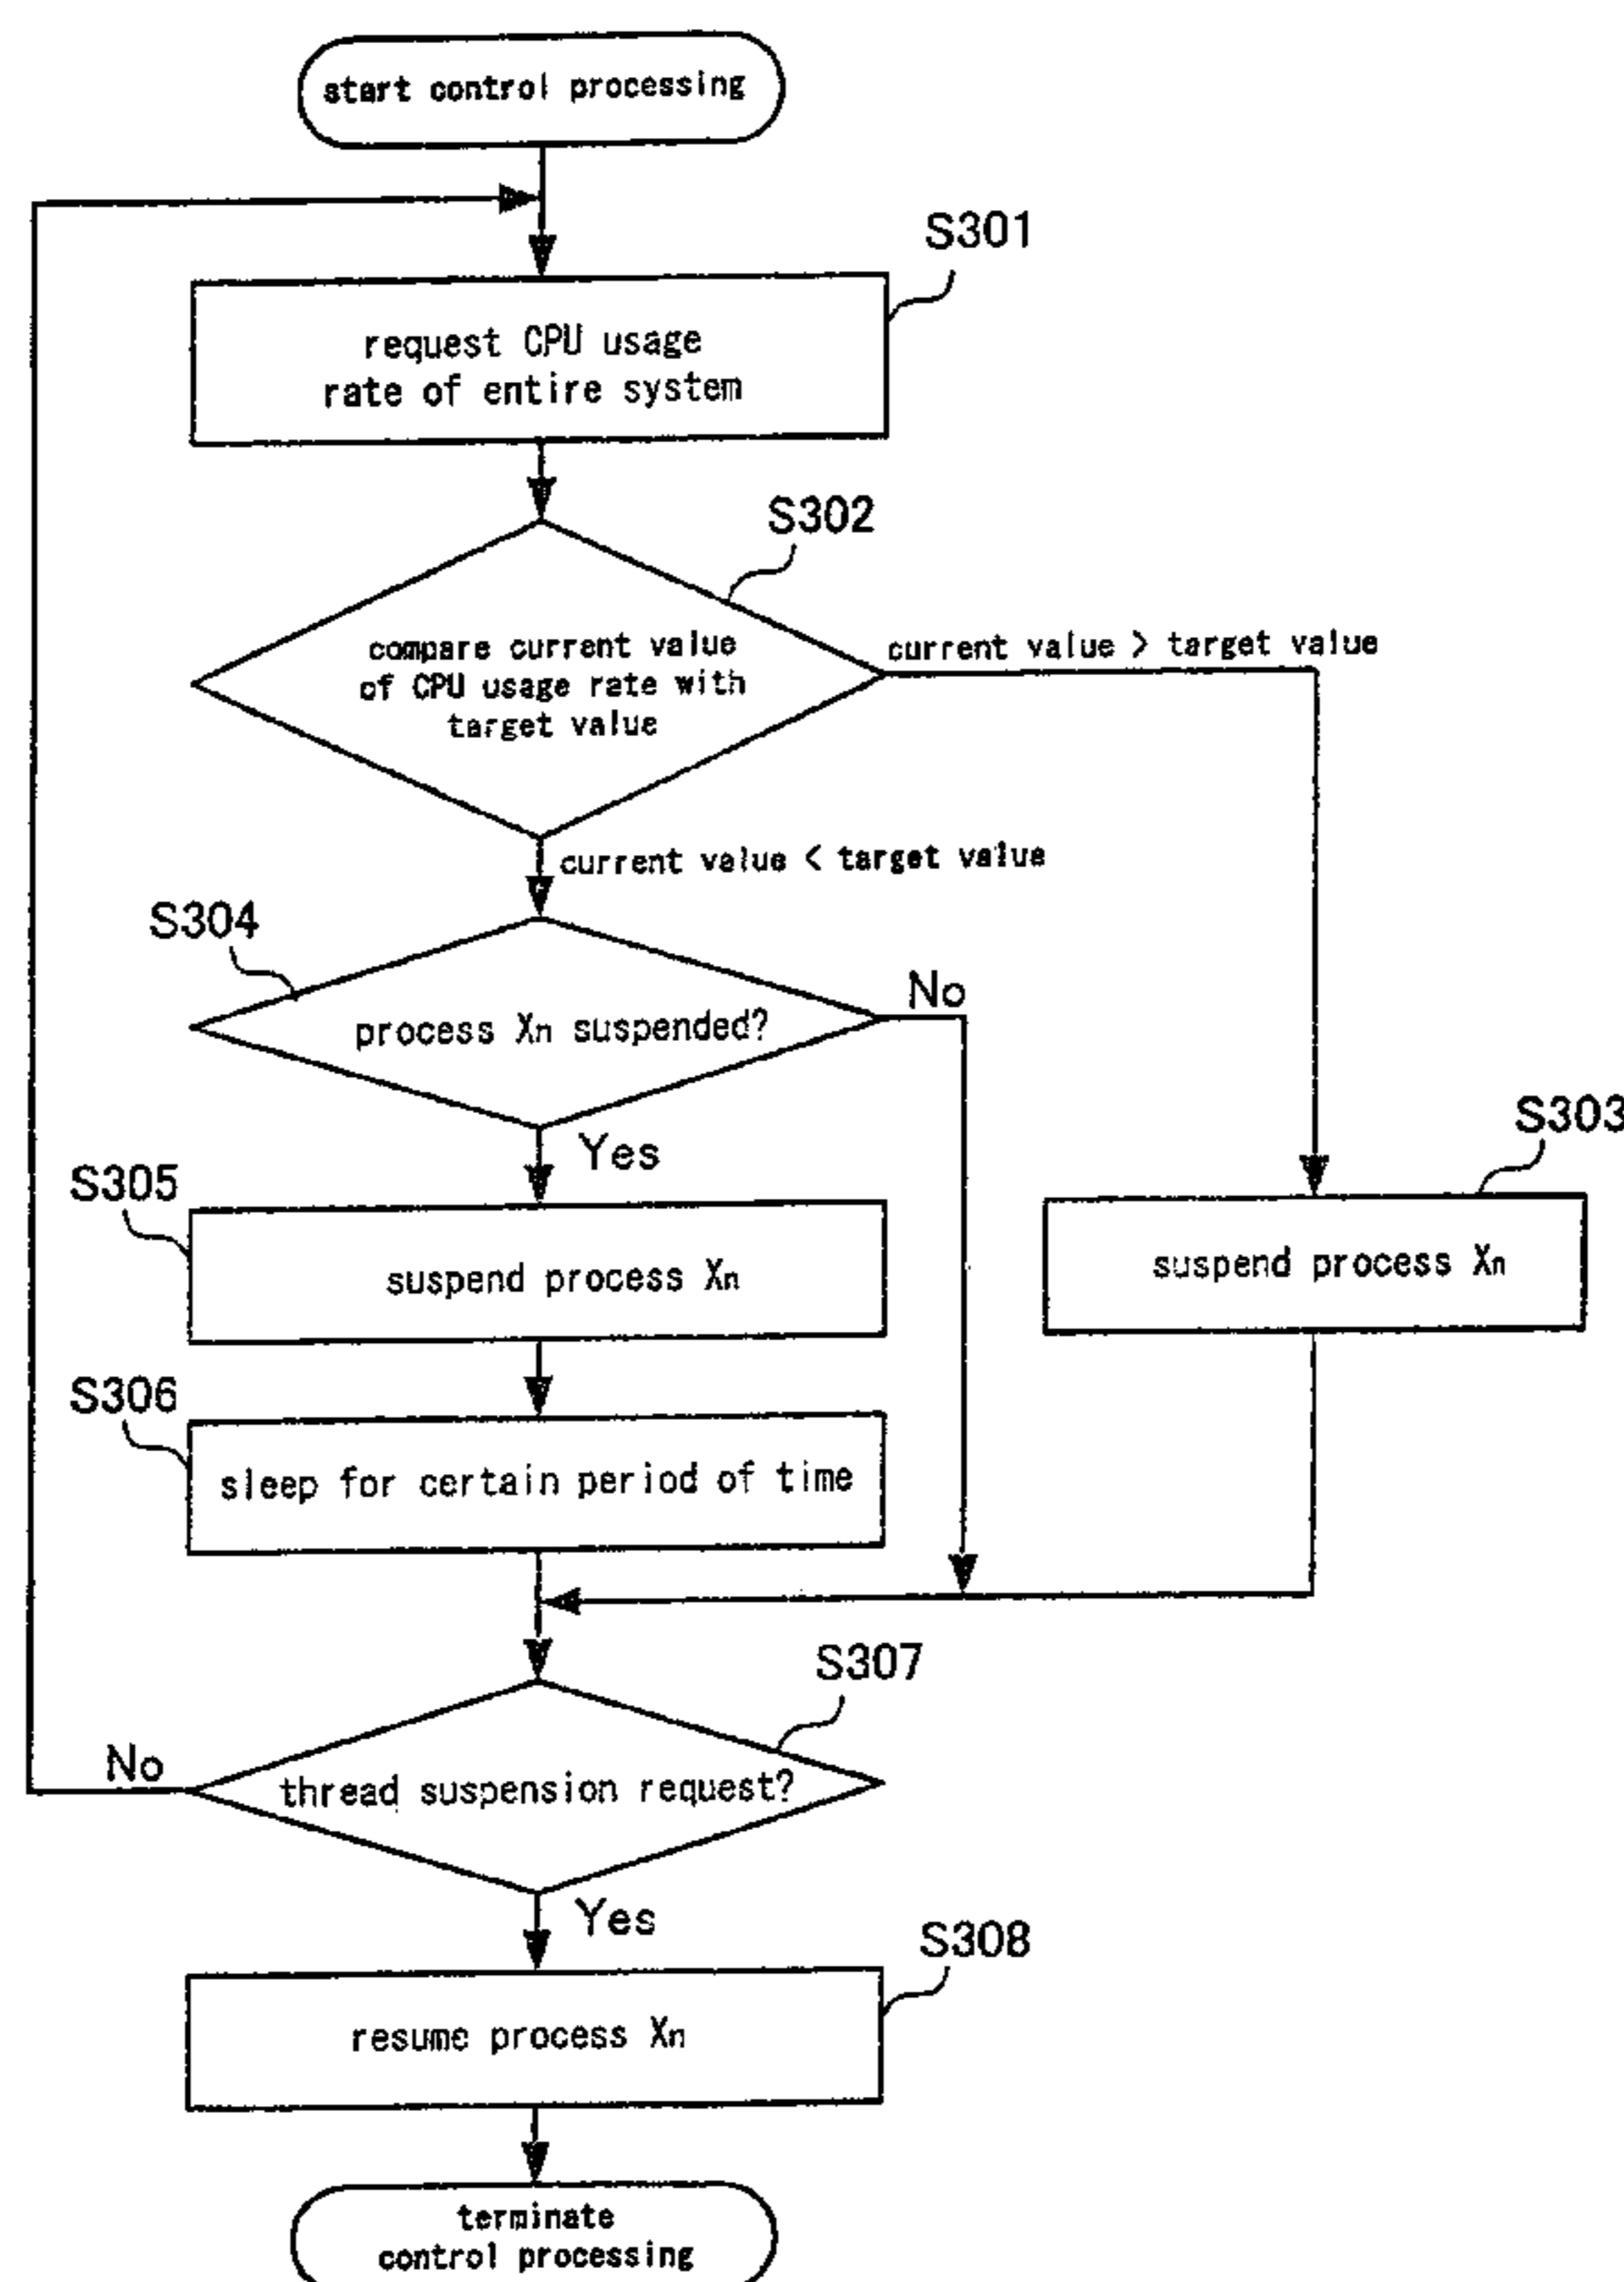 start control processing
S301
request CPU usage
rate of entire system
S302
compare current value
of CPU usage rate with
target value
current value > target value
current value < target value
S304
process Xn suspended?
No
Yes
S303
S305
suspend process Xn
suspend process Xn
S306
sleep for certain period of time
S307
No
thread suspension request?
Yes
S308
resume process Xn
terminate
control processing